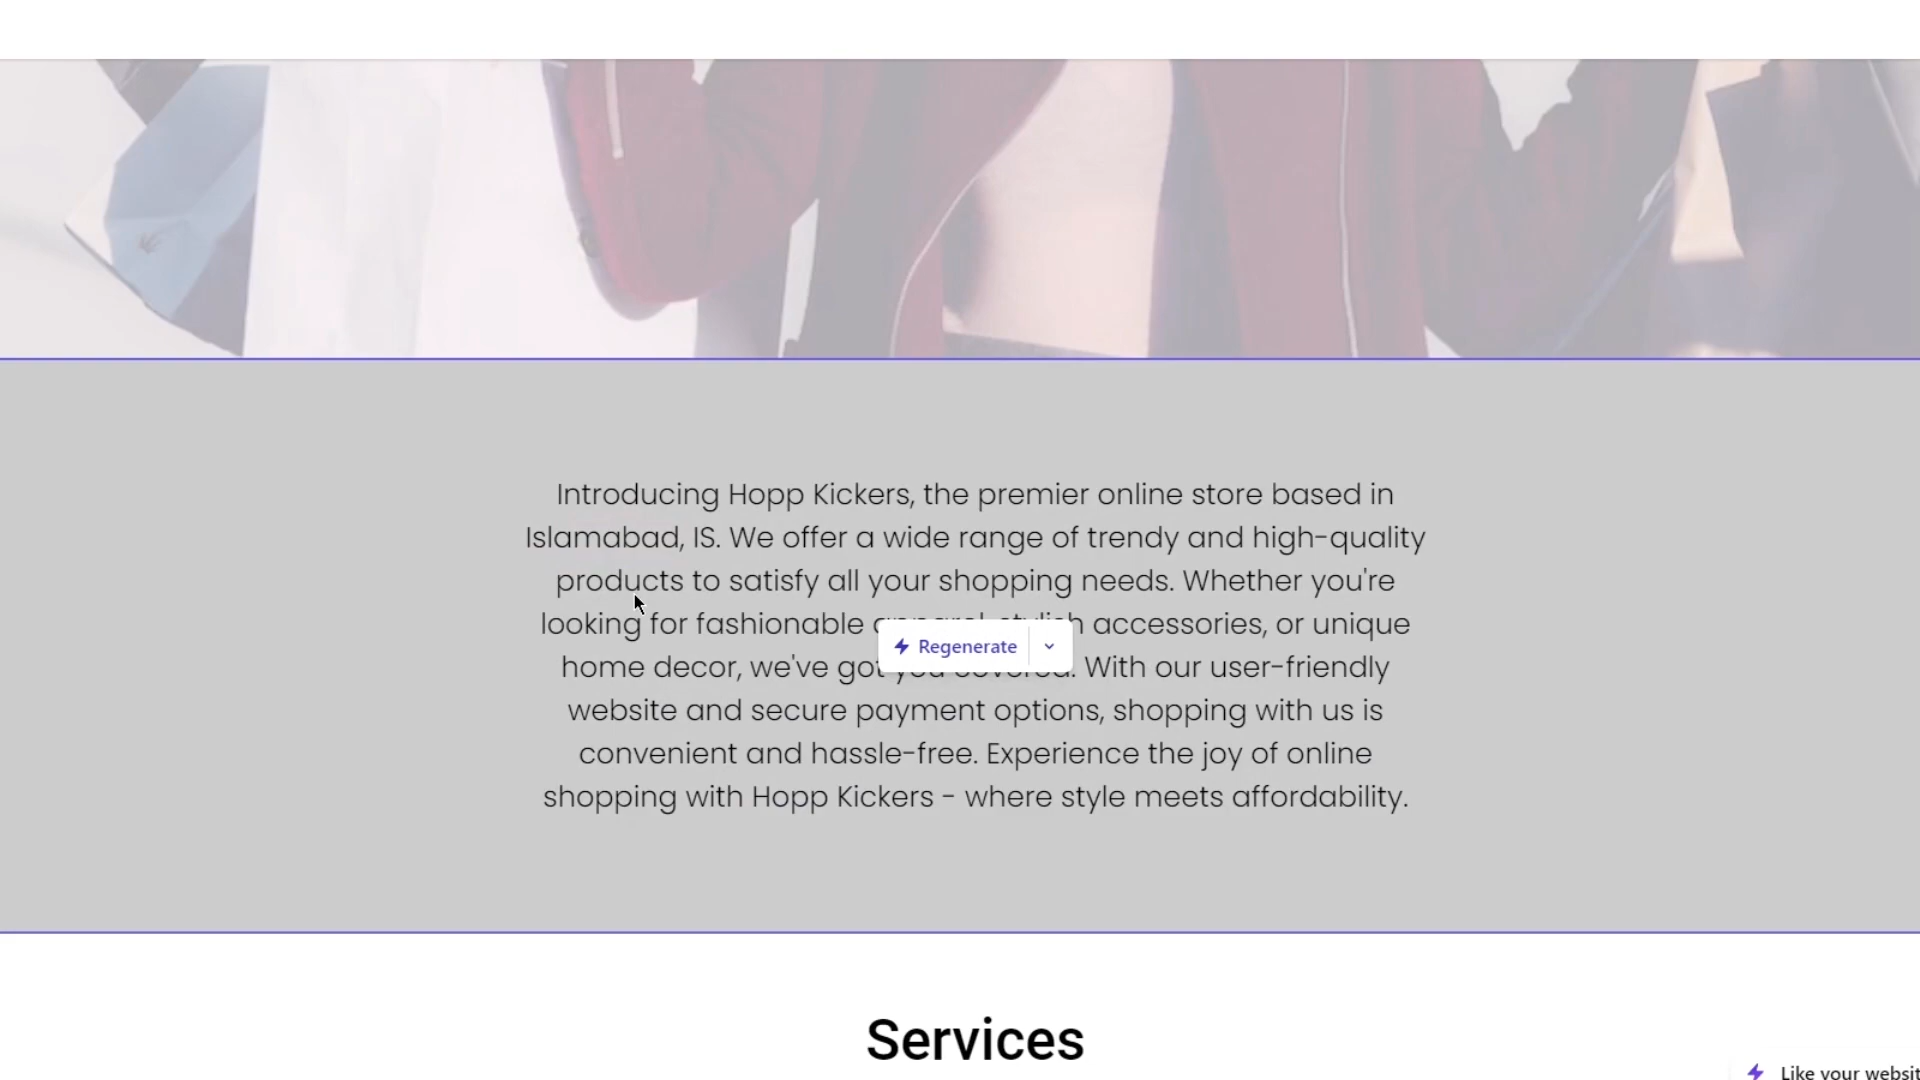 Introducing Hopp Kickers, the premier online store based in
Islamabad, IS. We offer a wide range of trendy and high-quality
products to satisfy all your shopping needs. Whether you're
looking for fashionable apparel, stylish accessories, or unique
home decor, we've got you covered. With our user-friendly
Regenerate
website and secure payment options, shopping with us is
convenient and hassle-free. Experience the joy of online
shopping with Hopp Kickers - where style meets affordability.
Services
Like your websit